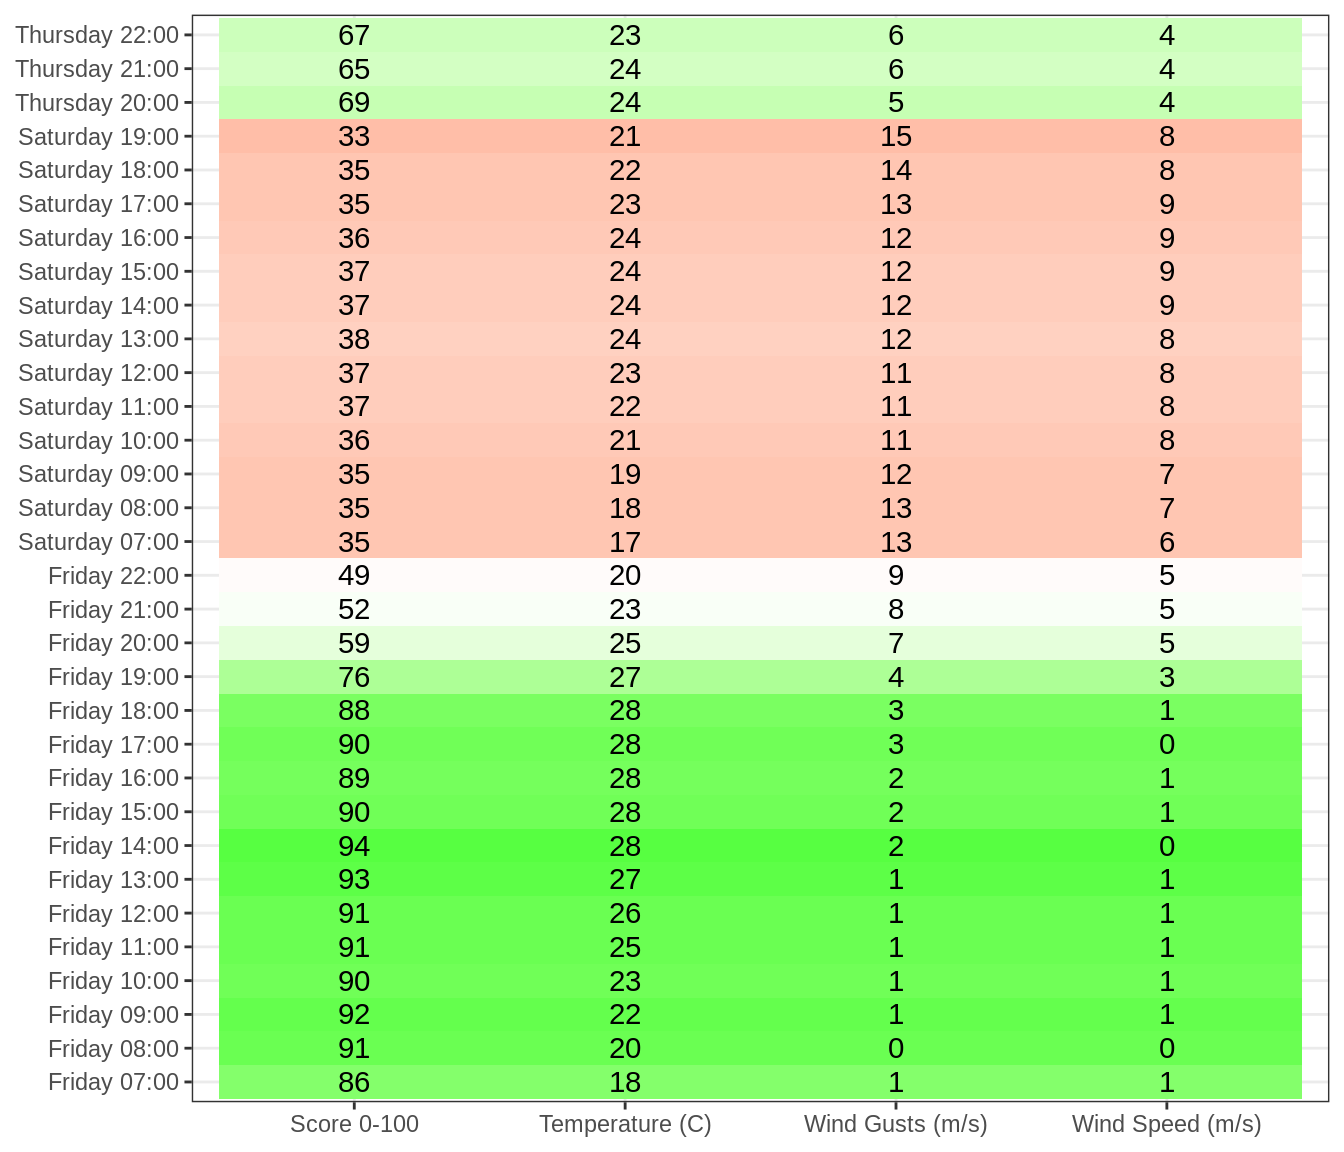 Thursday 22:00 67 23 6 4
Thursday 21:00 65 24 6 4
Thursday 20:00 69 24 5 4
Saturday 19:00 33 21 15 8
Saturday 18:00 35 22 14 8
Saturday 17:00 35 23 13 9
Saturday 16:00 36 24 12 9
Saturday 15:00 37 24 12 9
Saturday 14:00 37 24 12 9
Saturday 13:00 38 24 12 8
Saturday 12:00 37 23 11 8
Saturday 11:00 37 22 11 8
Saturday 10:00 36 21 11 8
Saturday 09:00 35 19 12 7
Saturday 08:00 35 18 13 7
Saturday 07:00 35 17 13 6
Friday 22:00 49 20 9 5
Friday 21:00 52 23 8 5
Friday 20:00 59 25 7 5
Friday 19:00 76 27 4 3
Friday 18:00 88 28 3 1
Friday 17:00 90 28 3 0
Friday 16:00 89 28 2 1
Friday 15:00 90 28 2 1
Friday 14:00 94 28 2 0
Friday 13:00 93 27 1 1
Friday 12:00 91 26 1 1
Friday 11:00 91 25 1 1
Friday 10:00 90 23 1 1
Friday 09:00 92 22 1 1
Friday 08:00 91 20 0 0
Friday 07:00 86 18 1 1
Score 0-100 Temperature (C) Wind Gusts (m/s) Wind Speed (m/s)